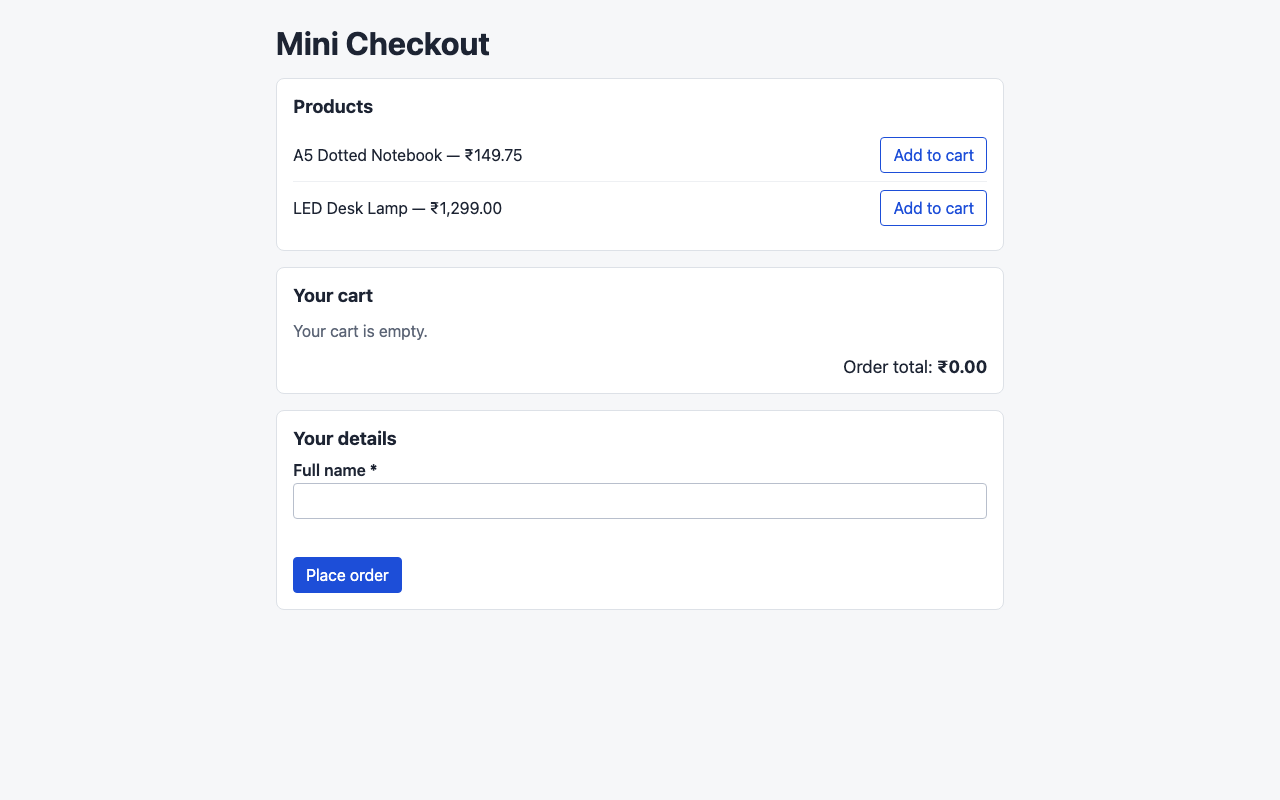 Mini Checkout
Products
A5 Dotted Notebook — ₹149.75
Add to cart
LED Desk Lamp — ₹1,299.00
Add to cart
Your cart
Your cart is empty.
Order total: ₹0.00
Your details
Full name *
Place order